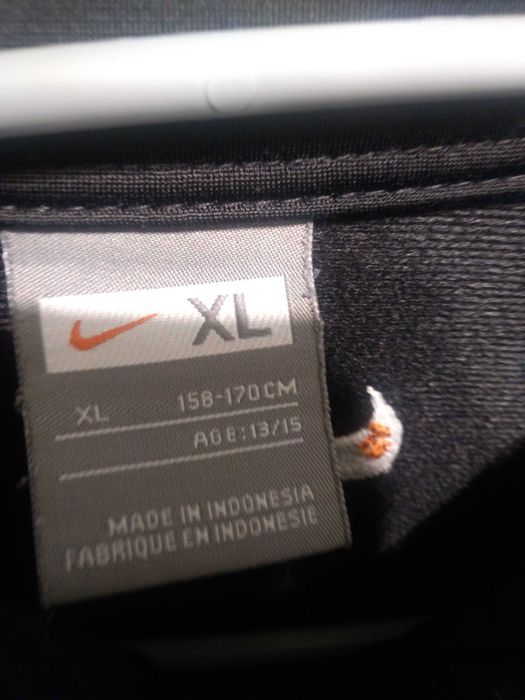 XL
XL 158-170CM
AGE:13/15
MADE IN INDONESIA
FABRIQUE EN INDONESIE